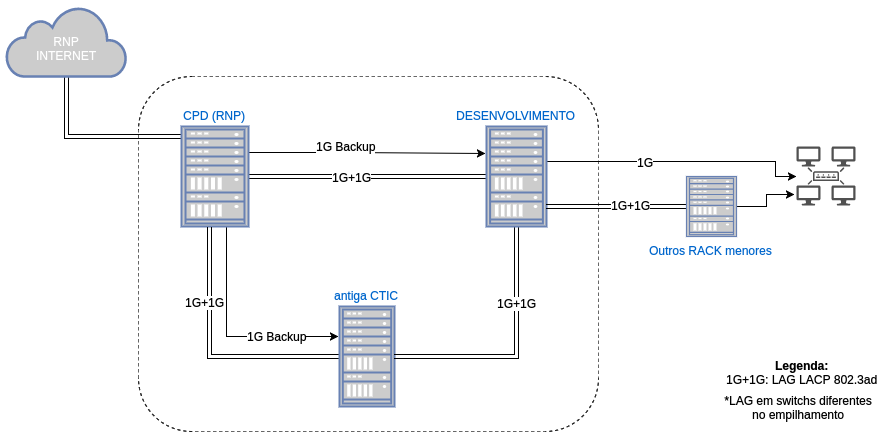 RNP
INTERNET
CPD (RNP)
DESENVOLVIMENTO
1G Backup
1G+1G
1G
1G+1G
Outros RACK menores
1G+1G
antiga CTIC
1G+1G
1G Backup
Legenda:
1G+1G: LAG LACP 802.3ad
*LAG em switchs diferentes
no empilhamento